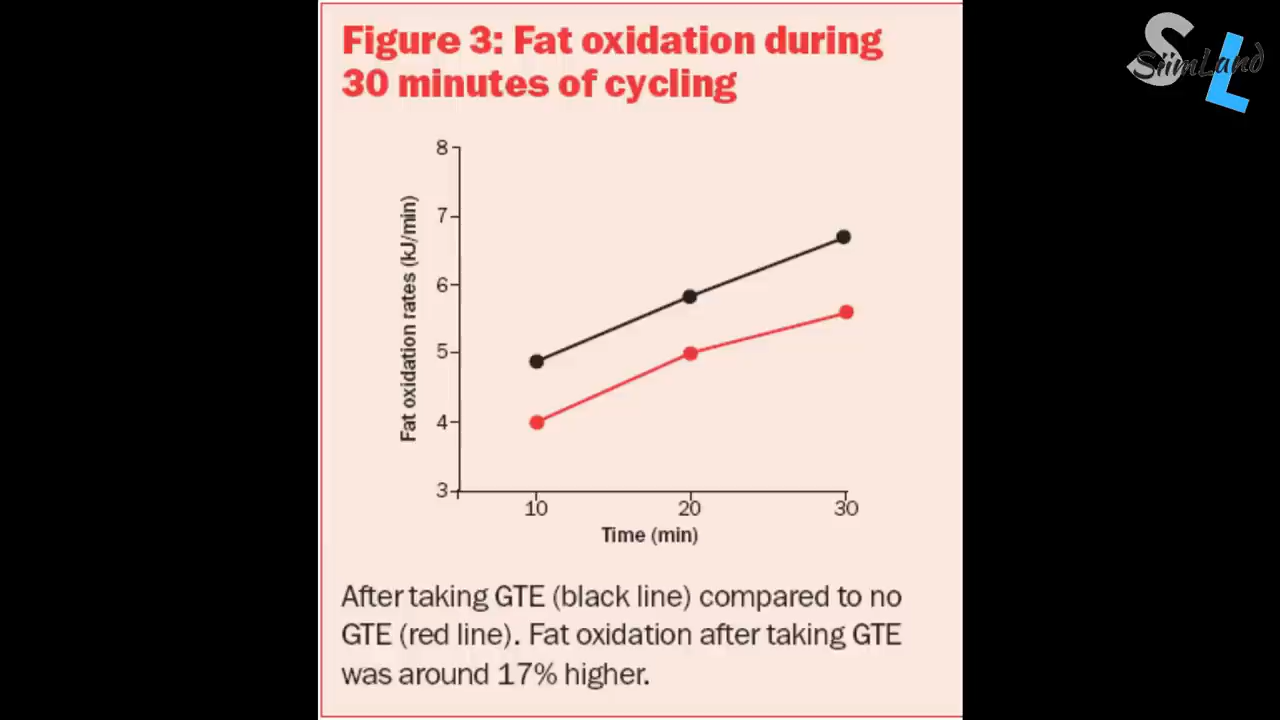 Figure 3: Fat oxidation during
30 minutes of cycling
SiimLand
SL
8
7
6
5
4
3
Fat oxidation rates (kJ/min)
10 20 30
Time (min)
After taking GTE (black line) compared to no
GTE (red line). Fat oxidation after taking GTE
was around 17% higher.